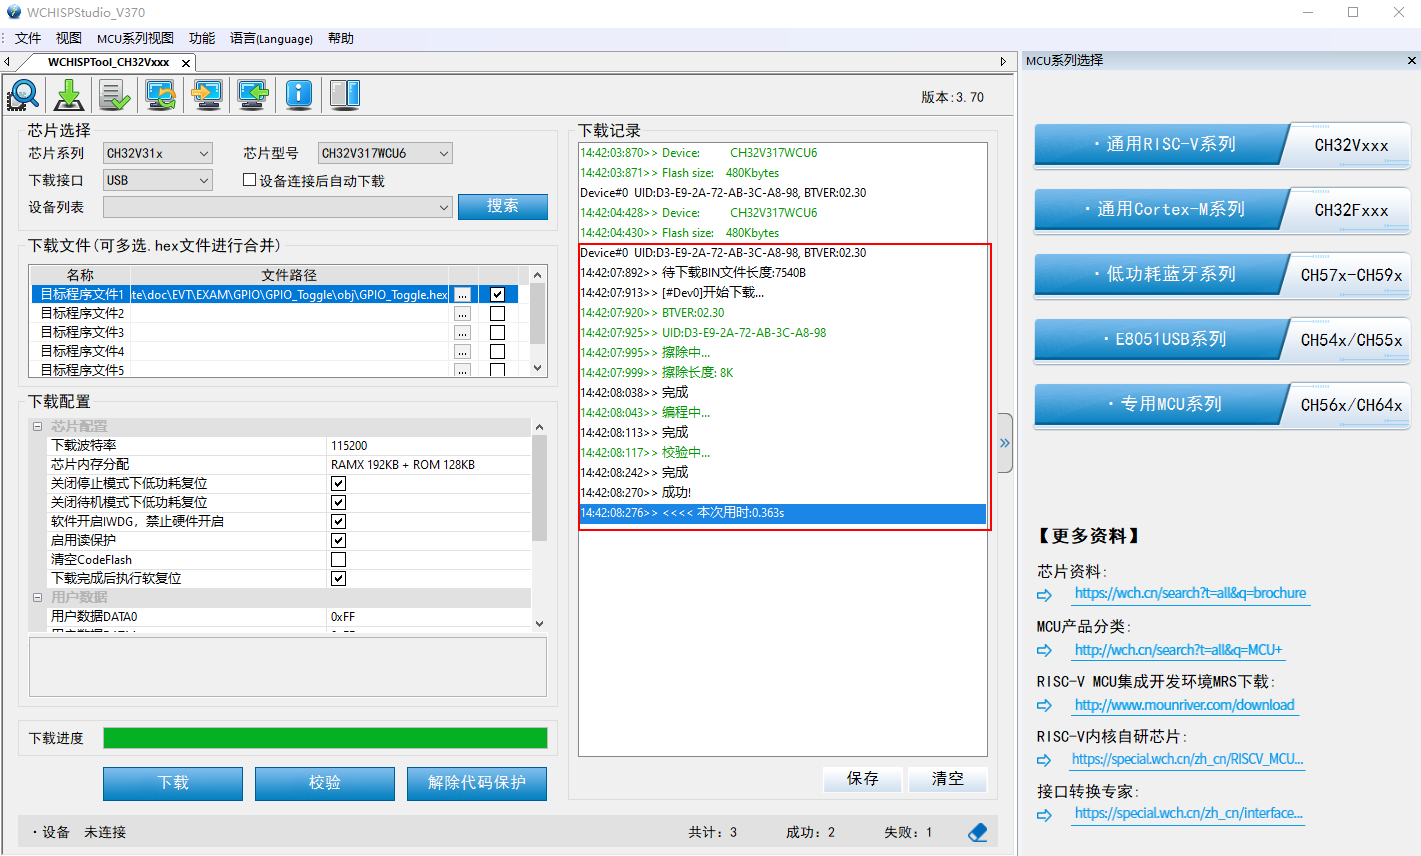 WCHISPStudio_V370
文件 视图 MCU系列视图 功能 语言(Language) 帮助
WCHISPTool_CH32Vxxx
版本:3.70
芯片选择
芯片系列 CH32V31x 芯片型号 CH32V317WCU6
下载接口 USB 设备连接后自动下载
设备列表 搜索
下载文件(可多选.hex文件进行合并)
名称 文件路径
目标程序文件1 te\doc\EVT\EXAM\GPIO\GPIO_Toggle\obj\GPIO_Toggle.hex ...
目标程序文件2 ...
目标程序文件3 ...
目标程序文件4 ...
目标程序文件5 ...
下载配置
芯片配置
下载波特率 115200
芯片内存分配 RAMX 192KB + ROM 128KB
关闭停止模式下低功耗复位
关闭待机模式下低功耗复位
软件开启IWDG，禁止硬件开启
启用读保护
清空CodeFlash
下载完成后执行软复位
用户数据
用户数据DATA0 0xFF
下载进度
下载 校验 解除代码保护
下载记录
14:42:03:870>> Device: CH32V317WCU6
14:42:03:871>> Flash size: 480Kbytes
Device#0 UID:D3-E9-2A-72-AB-3C-A8-98, BTVER:02.30
14:42:04:428>> Device: CH32V317WCU6
14:42:04:430>> Flash size: 480Kbytes
Device#0 UID:D3-E9-2A-72-AB-3C-A8-98, BTVER:02.30
14:42:07:892>> 待下载BIN文件长度:7540B
14:42:07:913>> [#Dev0]开始下载...
14:42:07:920>> BTVER:02.30
14:42:07:925>> UID:D3-E9-2A-72-AB-3C-A8-98
14:42:07:995>> 擦除中...
14:42:07:999>> 擦除长度: 8K
14:42:08:038>> 完成
14:42:08:043>> 编程中...
14:42:08:113>> 完成
14:42:08:117>> 校验中...
14:42:08:242>> 完成
14:42:08:270>> 成功!
14:42:08:276>> <<<< 本次用时:0.363s
保存 清空
·设备 未连接 共计: 3 成功: 2 失败: 1
MCU系列选择
·通用RISC-V系列 CH32Vxxx
·通用Cortex-M系列 CH32Fxxx
·低功耗蓝牙系列 CH57x-CH59x
·E8051USB系列 CH54x/CH55x
·专用MCU系列 CH56x/CH64x
【更多资料】
芯片资料:
https://wch.cn/search?t=all&q=brochure
MCU产品分类:
http://wch.cn/search?t=all&q=MCU+
RISC-V MCU集成开发环境MRS下载:
http://www.mounriver.com/download
RISC-V内核自研芯片:
https://special.wch.cn/zh_cn/RISCV_MCU...
接口转换专家:
https://special.wch.cn/zh_cn/interface...